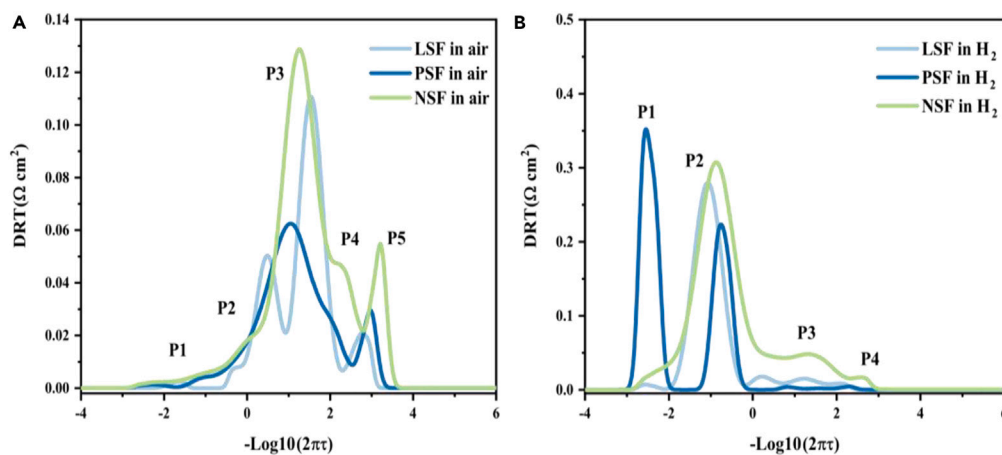 A
0.14
0.12
0.10
0.08
0.06
0.04
0.02
0.00
DRT(Ω cm²)
-4
-2
0
2
4
6
-Log10(2πτ)
LSF in air
PSF in air
NSF in air
P1
P2
P3
P4
P5
B
0.5
0.4
0.3
0.2
0.1
0.0
DRT(Ω cm²)
-4
-2
0
2
4
6
-Log10(2πτ)
LSF in H₂
PSF in H₂
NSF in H₂
P1
P2
P3
P4